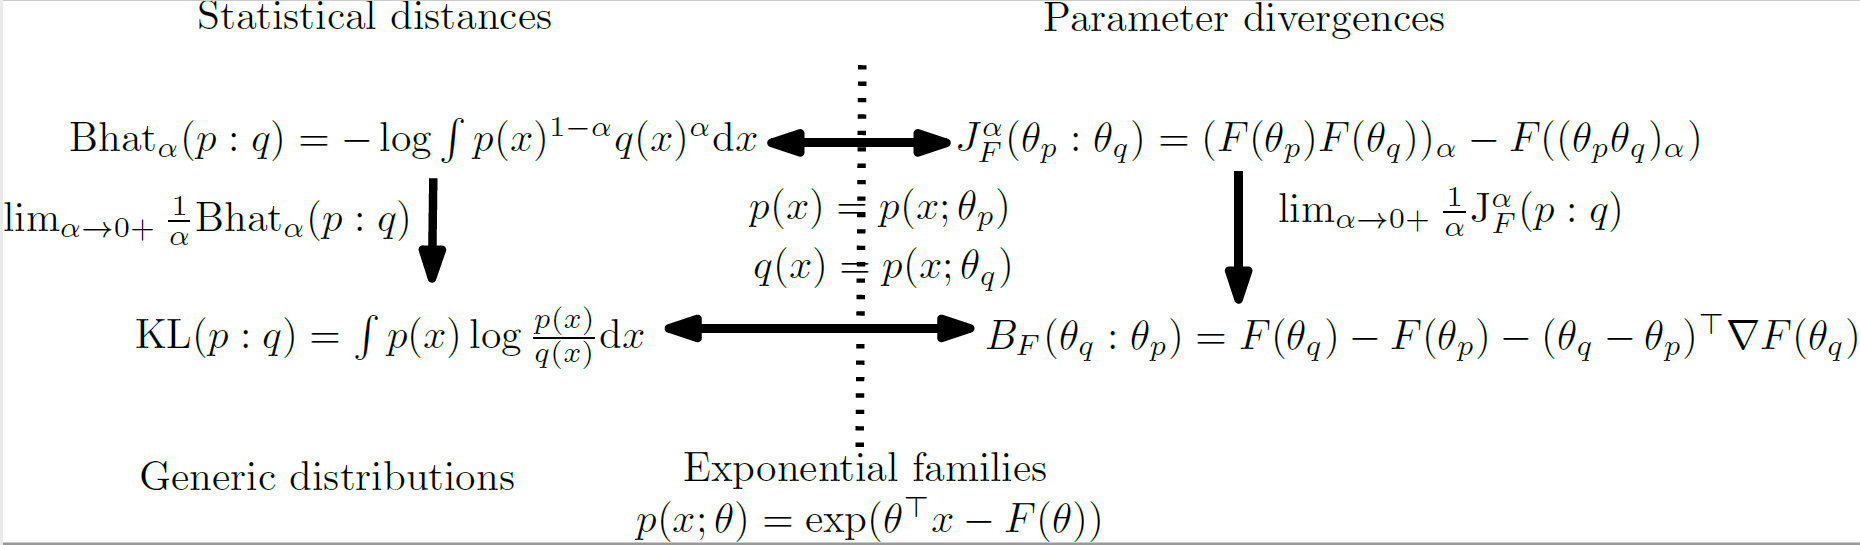 Statistical distances Parameter divergences
Bhat_α(p : q) = − log ∫ p(x)^{1−α}q(x)^α dx J_F^α(θ_p : θ_q) = (F(θ_p)F(θ_q))_α − F((θ_pθ_q)_α)
lim_{α→0+} 1/α Bhat_α(p : q) p(x) = p(x; θ_p) lim_{α→0+} 1/α J_F^α(p : q)
q(x) = p(x; θ_q)
KL(p : q) = ∫ p(x) log p(x)/q(x) dx B_F(θ_q : θ_p) = F(θ_q) − F(θ_p) − (θ_q − θ_p)^⊤∇F(θ_q)
Generic distributions Exponential families
p(x; θ) = exp(θ^⊤x − F(θ))